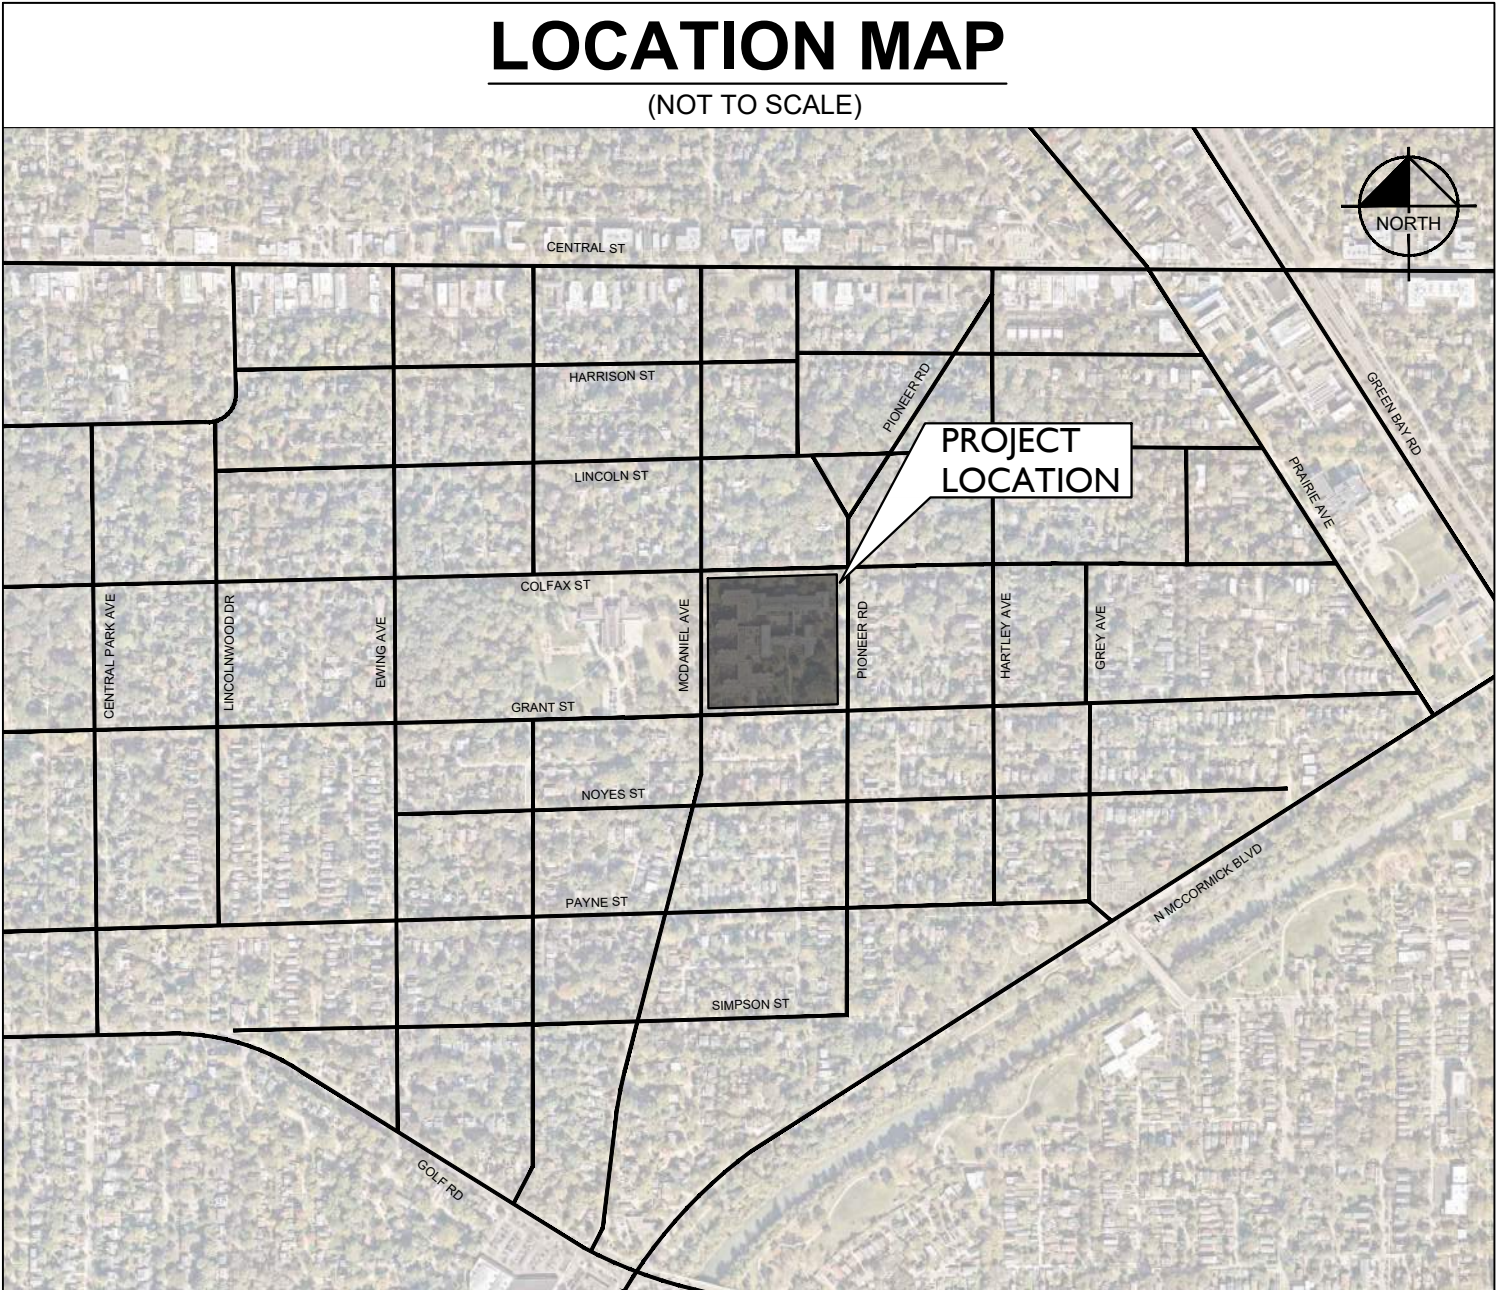 LOCATION MAP
(NOT TO SCALE)
NORTH
CENTRAL ST
HARRISON ST
PIONEER RD
GREEN BAY RD
PROJECT
LOCATION
LINCOLN ST
PRAIRIE AVE
COLFAX ST
CENTRAL PARK AVE
LINCOLNWOOD DR
EWING AVE
MCDANIEL AVE
PIONEER RD
HARTLEY AVE
GREY AVE
GRANT ST
NOYES ST
PAYNE ST
N MCCORMICK BLVD
SIMPSON ST
GOLF RD